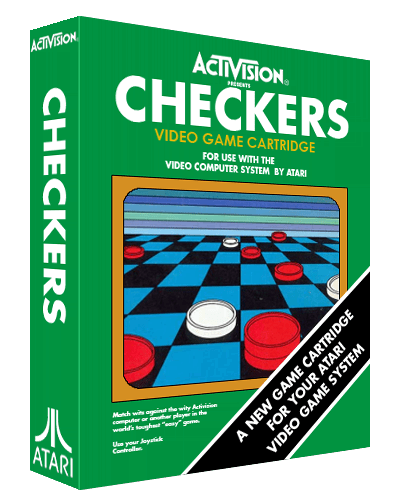 ACTIVISION
CHECKERS
ATARI
ACTIVISION®
PRESENTS
CHECKERS
VIDEO GAME CARTRIDGE
FOR USE WITH THE
VIDEO COMPUTER SYSTEM BY ATARI
Match wits against the wity Activision
computer or another player in the
world's toughest "easy" game.
Use your Joystick
Controller.
A NEW GAME CARTRIDGE
FOR YOUR ATARI
VIDEO GAME SYSTEM